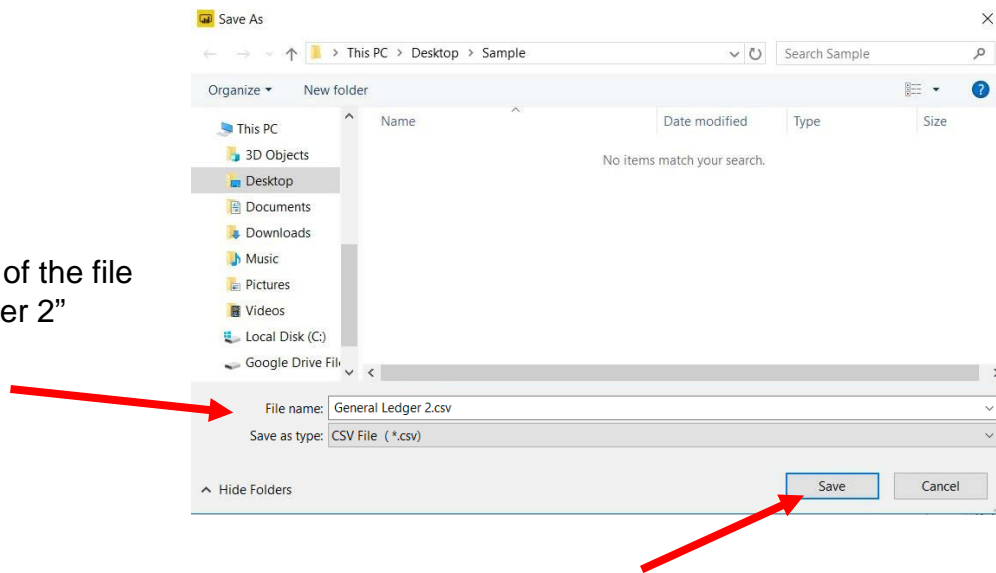 Save As
This PC > Desktop > Sample
Search Sample
Organize
New folder
Name
Date modified
Type
Size
No items match your search.
This PC
3D Objects
Desktop
Documents
Downloads
Music
Pictures
Videos
Local Disk (C:)
Google Drive
of the file
er 2”
File name: General Ledger 2.csv
Save as type: CSV File ( *.csv)
Hide Folders
Save
Cancel